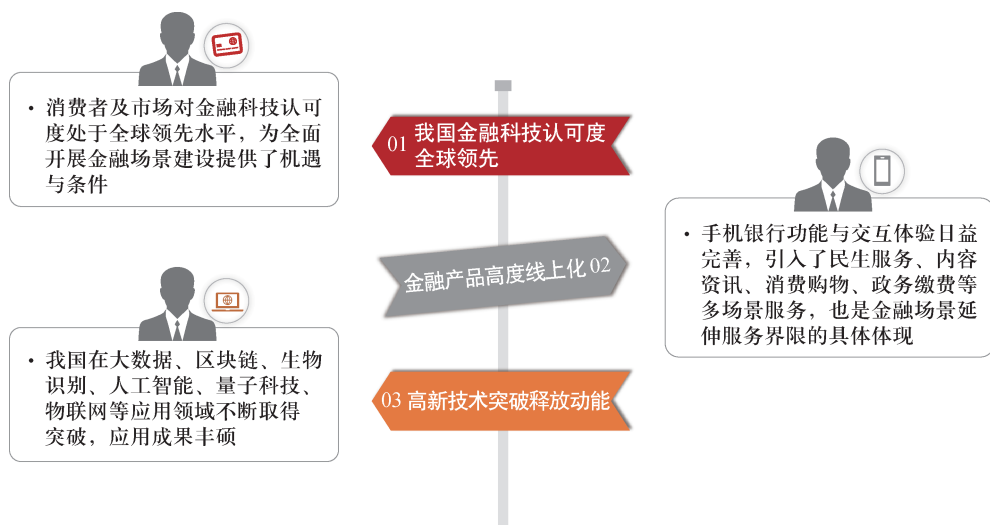 · 消费者及市场对金融科技认可
度处于全球领先水平，为全面
开展金融场景建设提供了机遇
与条件
01 我国金融科技认可度
全球领先
金融产品高度线上化 02
· 手机银行功能与交互体验日益
完善，引入了民生服务、内容
资讯、消费购物、政务缴费等
多场景服务，也是金融场景延
伸服务界限的具体体现
· 我国在大数据、区块链、生物
识别、人工智能、量子科技、
物联网等应用领域不断取得
突破，应用成果丰硕
03 高新技术突破释放动能